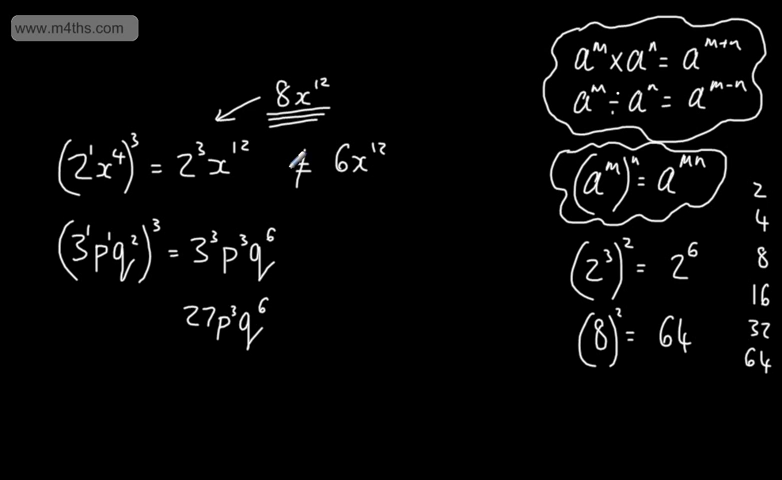 www.m4ths.com
8x¹²
(2¹x⁴)³ = 2³x¹² ≠ 6x¹²
(3¹p¹q²)³ = 3³p³q⁶
27p³q⁶
aᵐ × aⁿ = aᵐ⁺ⁿ
aᵐ ÷ aⁿ = aᵐ⁻ⁿ
(aᵐ)ⁿ = aᵐⁿ
(2³)² = 2⁶
(8)² = 64
2
4
8
16
32
64